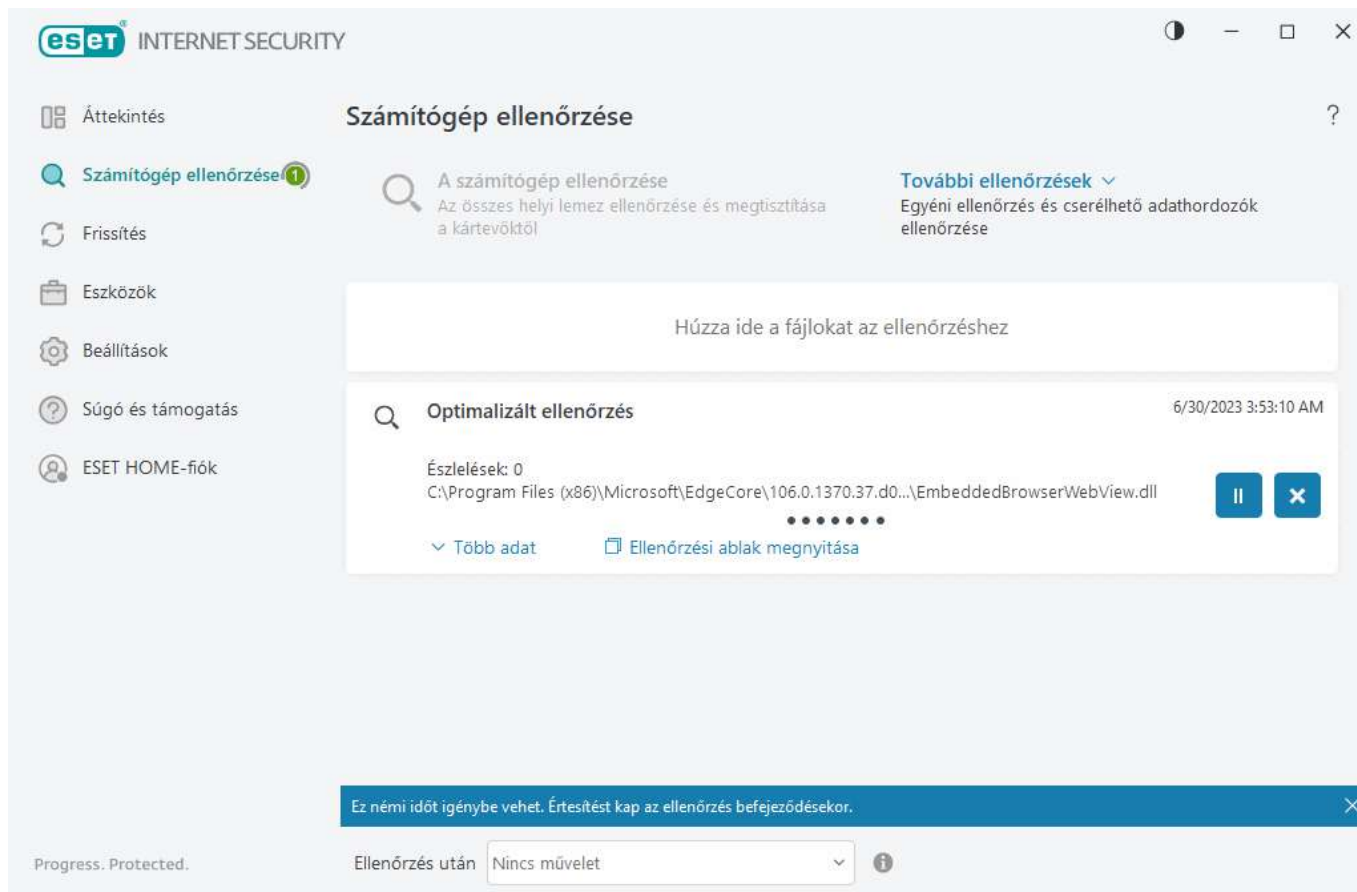 eset® INTERNET SECURITY
Áttekintés
Számítógép ellenőrzése 1
Frissítés
Eszközök
Beállítások
Súgó és támogatás
ESET HOME-fiók
Progress. Protected.
Számítógép ellenőrzése
?
A számítógép ellenőrzése
Az összes helyi lemez ellenőrzése és megtisztítása
a kártevőktől
További ellenőrzések
Egyéni ellenőrzés és cserélhető adathordozók
ellenőrzése
Húzza ide a fájlokat az ellenőrzéshez
Optimalizált ellenőrzés
6/30/2023 3:53:10 AM
Észlelések: 0
C:\Program Files (x86)\Microsoft\EdgeCore\106.0.1370.37.d0...\EmbeddedBrowserWebView.dll
Több adat
Ellenőrzési ablak megnyitása
Ez némi időt igénybe vehet. Értesítést kap az ellenőrzés befejeződésekor.
Ellenőrzés után Nincs művelet